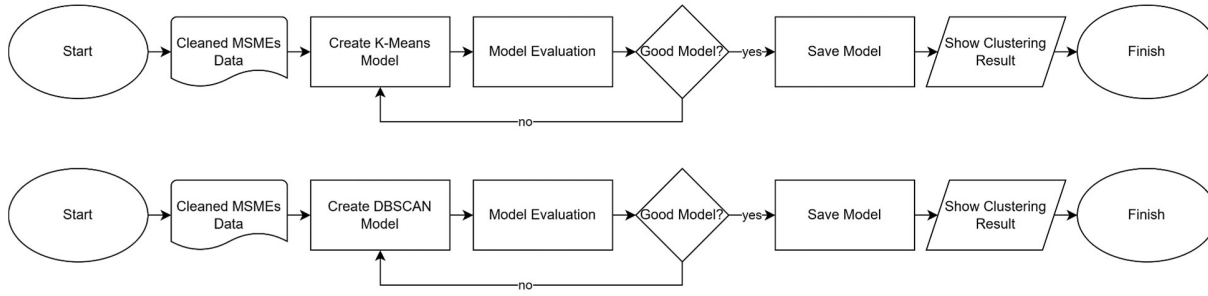 Start
Cleaned MSMEs
Data
Create K-Means
Model
Model Evaluation
Good Model?
yes
Save Model
Show Clustering
Result
Finish
no
Start
Cleaned MSMEs
Data
Create DBSCAN
Model
Model Evaluation
Good Model?
yes
Save Model
Show Clustering
Result
Finish
no